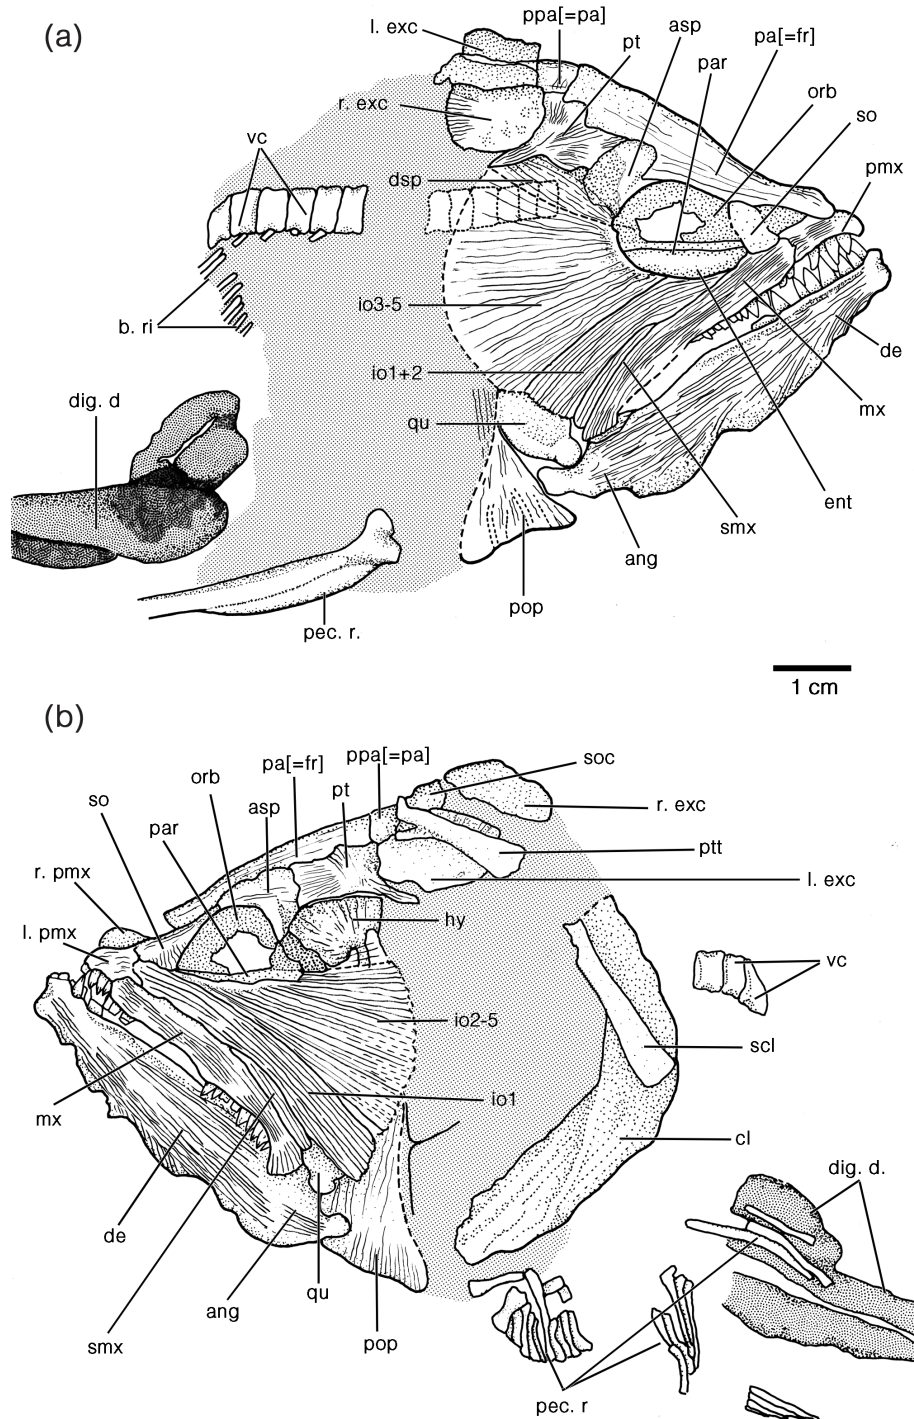 (a)
l. exc
ppa[=pa]
pt
asp
par
pa[=fr]
orb
so
pmx
r. exc
vc
dsp
b. ri
io3-5
io1+2
qu
dig. d
de
mx
ent
smx
ang
pop
pec. r.
1 cm
(b)
so
par
orb
asp
pa[=fr]
pt
ppa[=pa]
soc
r. exc
ptt
l. exc
r. pmx
l. pmx
hy
vc
io2-5
scl
io1
mx
cl
de
dig. d.
ang
qu
smx
pop
pec. r